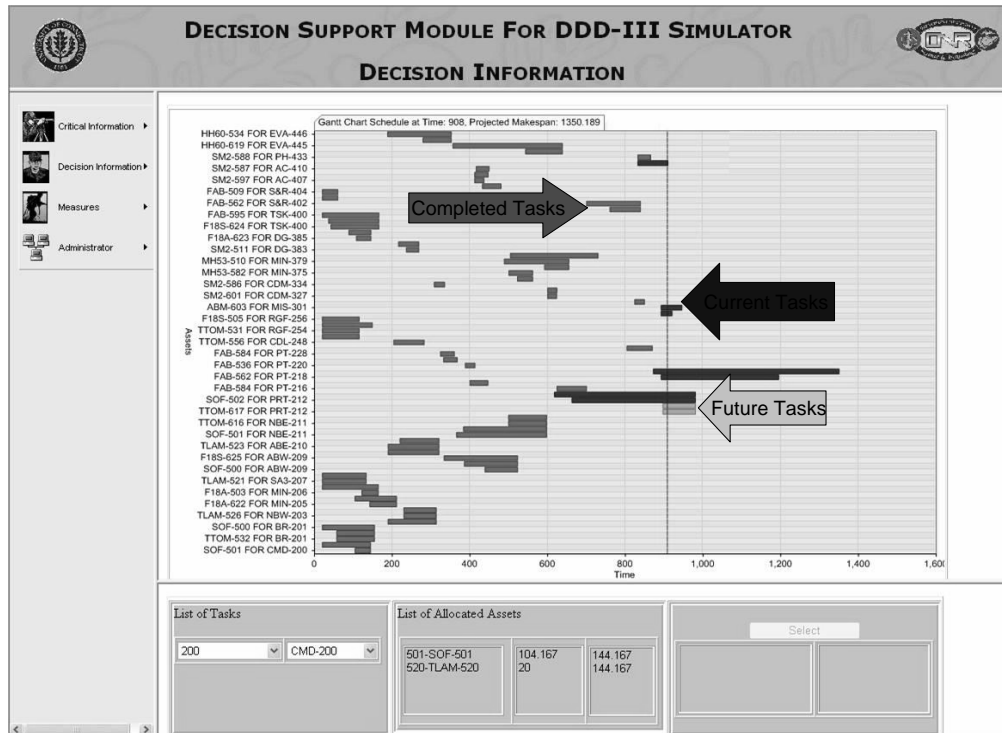 DECISION SUPPORT MODULE FOR DDD-III SIMULATOR
DECISION INFORMATION
Critical Information
Decision Information
Measures
Administrator
Gantt Chart Schedule at Time: 908, Projected Makespan: 1350.189
HH60-534 FOR EVA-446
HH60-619 FOR EVA-445
SM2-588 FOR PH-433
SM2-587 FOR AC-410
SM2-597 FOR AC-407
FAB-509 FOR S&R-404
FAB-562 FOR S&R-402
FAB-595 FOR TSK-400
F18S-624 FOR TSK-400
F18A-623 FOR DG-385
SM2-511 FOR DG-383
MH53-510 FOR MIN-379
MH53-582 FOR MIN-375
SM2-586 FOR CDM-334
SM2-601 FOR CDM-327
ABM-603 FOR MIS-301
F18S-505 FOR RGF-256
TTOM-531 FOR RGF-254
TTOM-556 FOR CDL-248
FAB-584 FOR PT-228
FAB-536 FOR PT-220
FAB-562 FOR PT-218
FAB-584 FOR PT-216
SOF-502 FOR PRT-212
TTOM-617 FOR PRT-212
TTOM-616 FOR NBE-211
SOF-501 FOR NBE-211
TLAM-523 FOR ABE-210
F18S-625 FOR ABW-209
SOF-500 FOR ABW-209
TLAM-521 FOR SA3-207
F18A-503 FOR MIN-206
F18A-622 FOR MIN-205
TLAM-526 FOR NBW-203
SOF-500 FOR BR-201
TTOM-532 FOR BR-201
SOF-501 FOR CMD-200
Assets
Completed Tasks
Current Tasks
Future Tasks
0 200 400 600 800 1,000 1,200 1,400 1,600
Time
List of Tasks
200 CMD-200
List of Allocated Assets
501-SOF-501 104.167 144.167
520-TLAM-520 20 144.167
Select